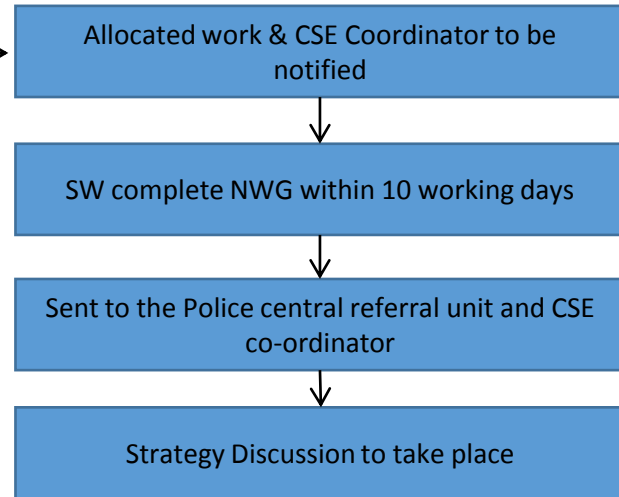 Allocated work & CSE Coordinator to be
notified
SW complete NWG within 10 working days
Sent to the Police central referral unit and CSE
co-ordinator
Strategy Discussion to take place